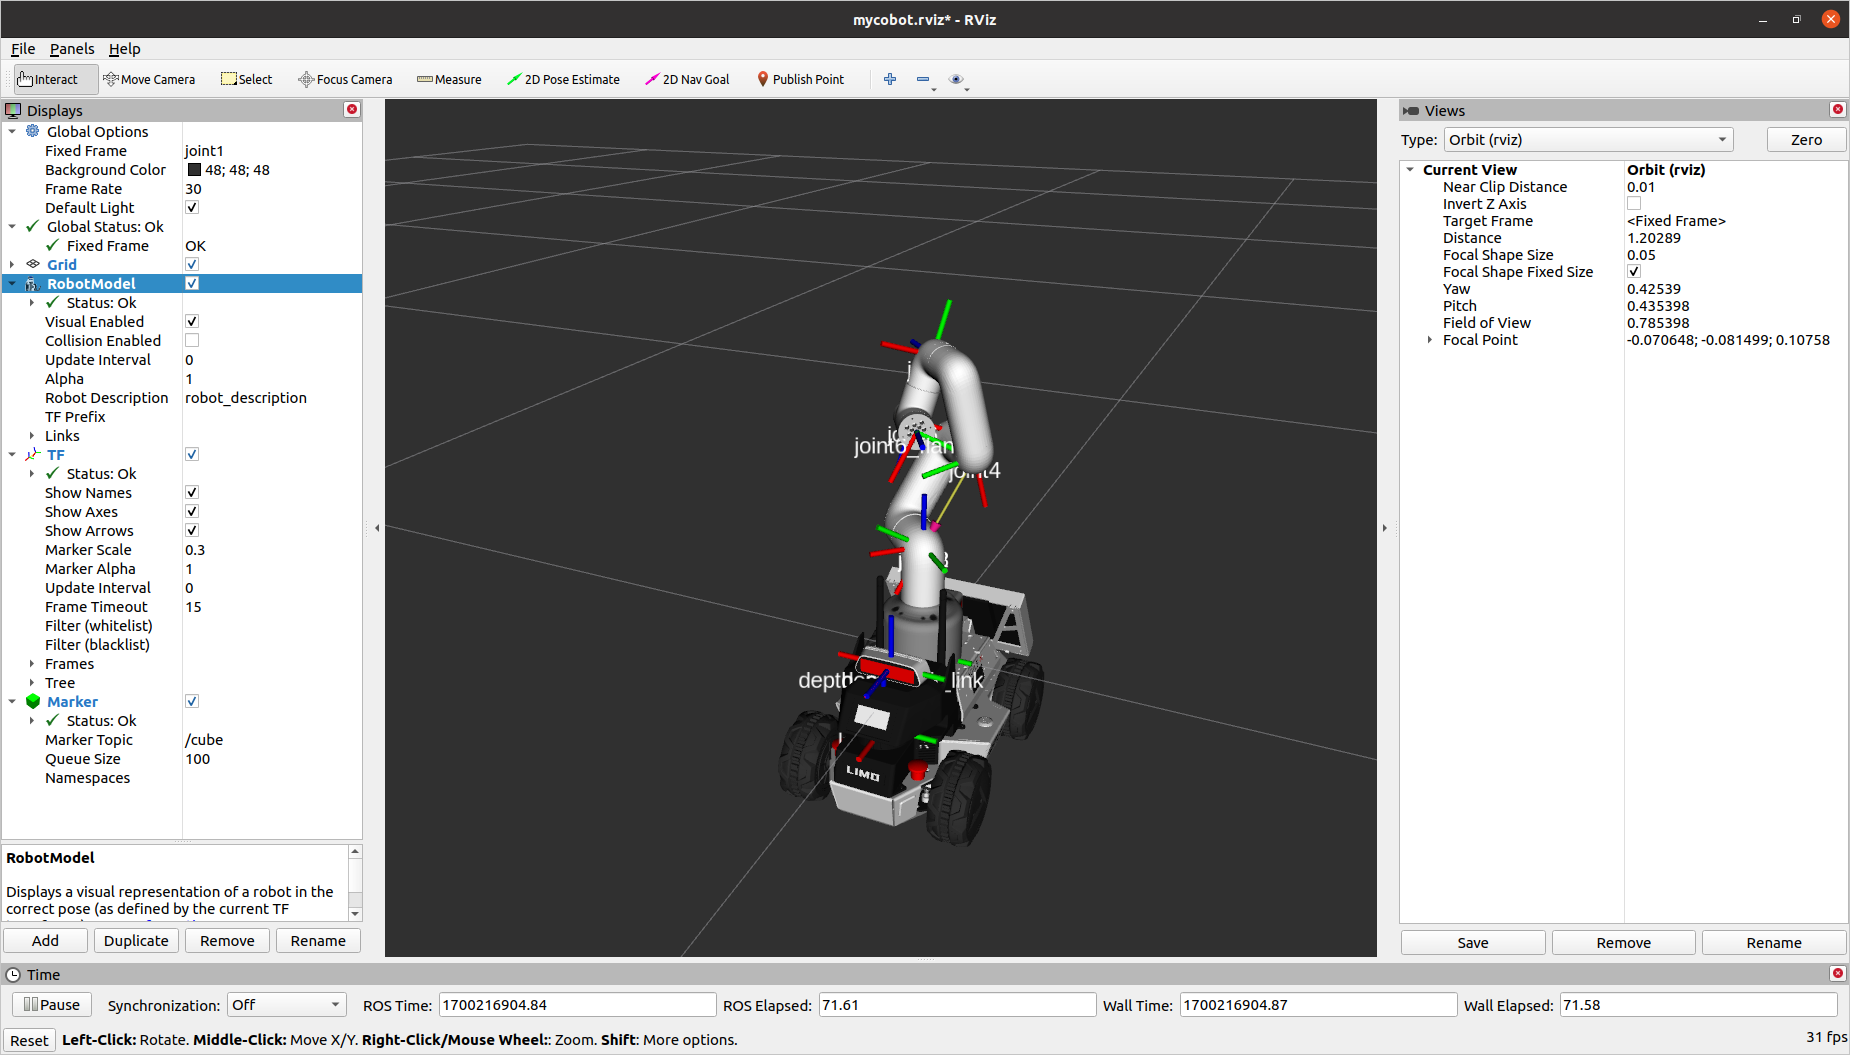 mycobot.rviz* - RViz
File Panels Help
Interact Move Camera Select Focus Camera Measure 2D Pose Estimate 2D Nav Goal Publish Point
Displays
Global Options
Fixed Frame joint1
Background Color 48; 48; 48
Frame Rate 30
Default Light
Global Status: Ok
Fixed Frame OK
Grid
RobotModel
Status: Ok
Visual Enabled
Collision Enabled
Update Interval 0
Alpha 1
Robot Description robot_description
TF Prefix
Links
TF
Status: Ok
Show Names
Show Axes
Show Arrows
Marker Scale 0.3
Marker Alpha 1
Update Interval 0
Frame Timeout 15
Filter (whitelist)
Filter (blacklist)
Frames
Tree
Marker
Status: Ok
Marker Topic /cube
Queue Size 100
Namespaces
RobotModel
Displays a visual representation of a robot in the
correct pose (as defined by the current TF
Add Duplicate Remove Rename
joint4
_link
LIMO
Views
Type: Orbit (rviz) Zero
Current View Orbit (rviz)
Near Clip Distance 0.01
Invert Z Axis
Target Frame <Fixed Frame>
Distance 1.20289
Focal Shape Size 0.05
Focal Shape Fixed Size
Yaw 0.42539
Pitch 0.435398
Field of View 0.785398
Focal Point -0.070648; -0.081499; 0.10758
Save Remove Rename
Time
Pause Synchronization: Off ROS Time: 1700216904.84 ROS Elapsed: 71.61 Wall Time: 1700216904.87 Wall Elapsed: 71.58
Reset Left-Click: Rotate. Middle-Click: Move X/Y. Right-Click/Mouse Wheel:: Zoom. Shift: More options. 31 fps